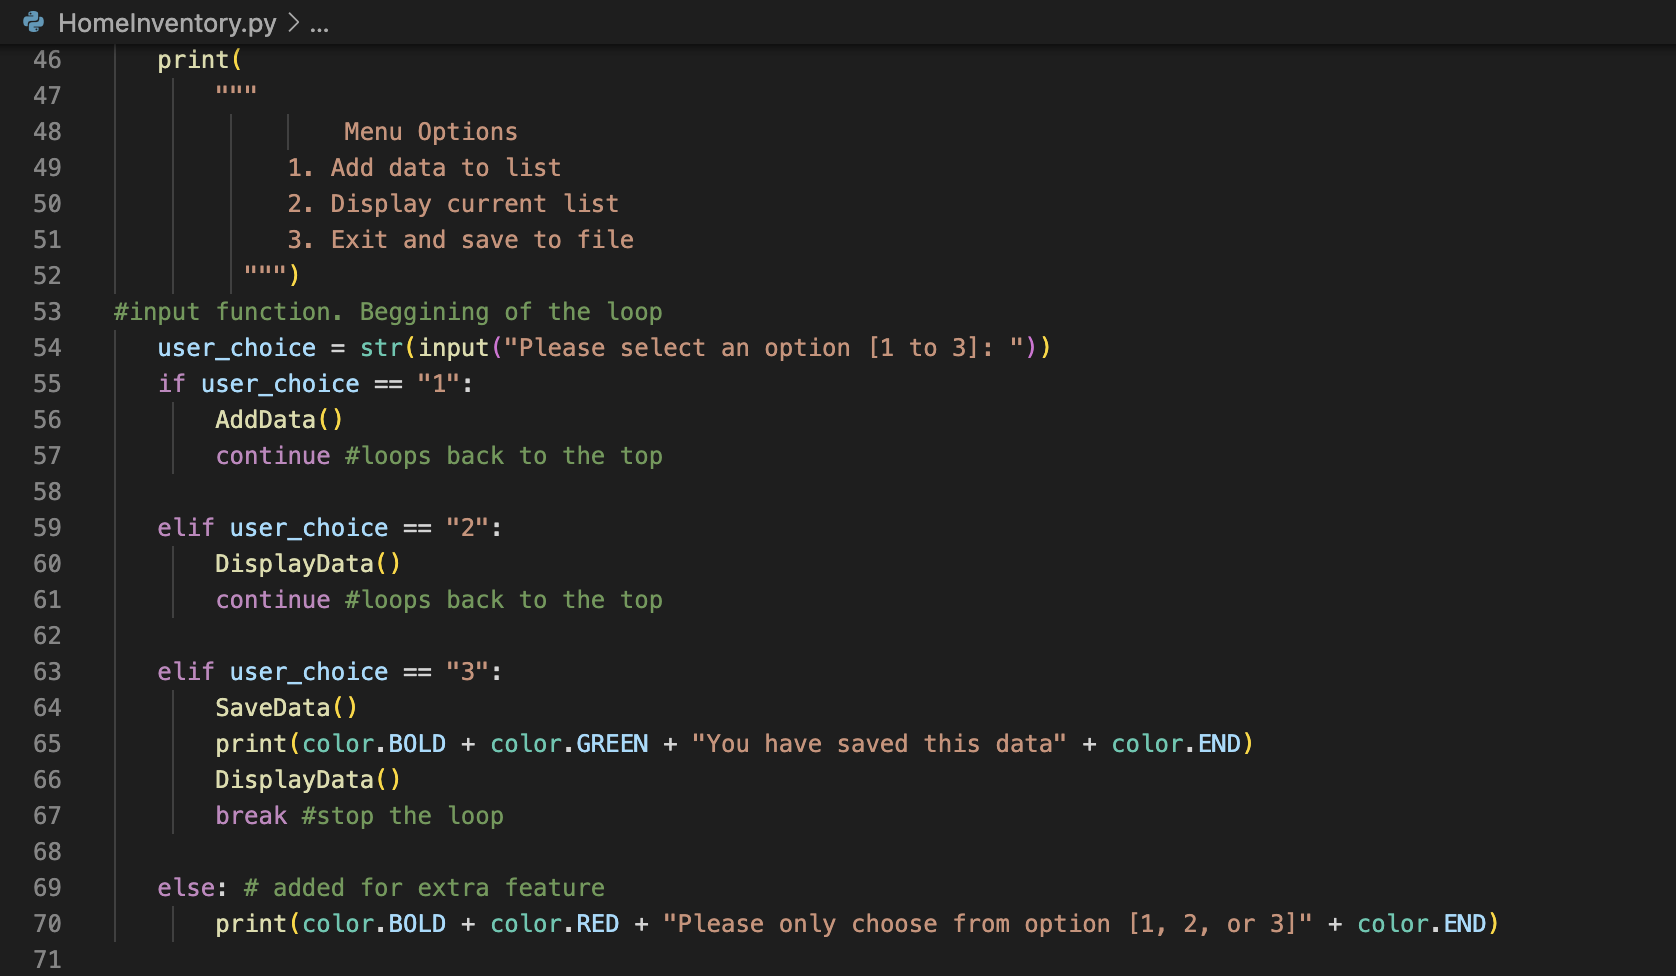 HomeInventory.py > ...
46 print(
47 """
48 Menu Options
49 1. Add data to list
50 2. Display current list
51 3. Exit and save to file
52 """)
53 #input function. Beggining of the loop
54 user_choice = str(input("Please select an option [1 to 3]: "))
55 if user_choice == "1":
56 AddData()
57 continue #loops back to the top
58
59 elif user_choice == "2":
60 DisplayData()
61 continue #loops back to the top
62
63 elif user_choice == "3":
64 SaveData()
65 print(color.BOLD + color.GREEN + "You have saved this data" + color.END)
66 DisplayData()
67 break #stop the loop
68
69 else: # added for extra feature
70 print(color.BOLD + color.RED + "Please only choose from option [1, 2, or 3]" + color.END)
71